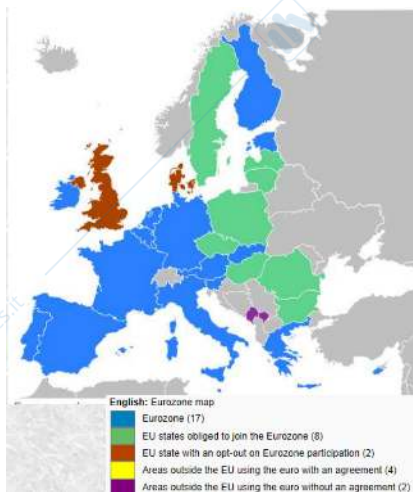 English: Eurozone map
Eurozone (17)
EU states obliged to join the Eurozone (8)
EU state with an opt-out on Eurozone participation (2)
Areas outside the EU using the euro with an agreement (4)
Areas outside the EU using the euro without an agreement (2)